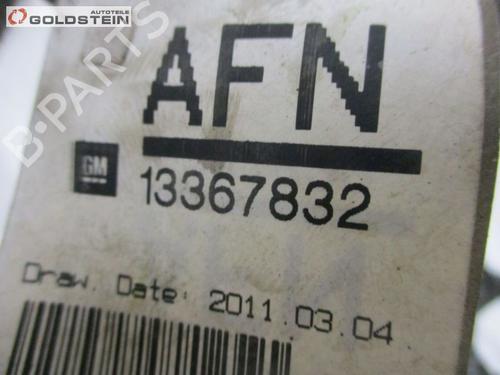 AUTOTEILE
GOLDSTEIN
B-PARTS
AFN
GM
13367832
Draw. Date: 2011.03.04